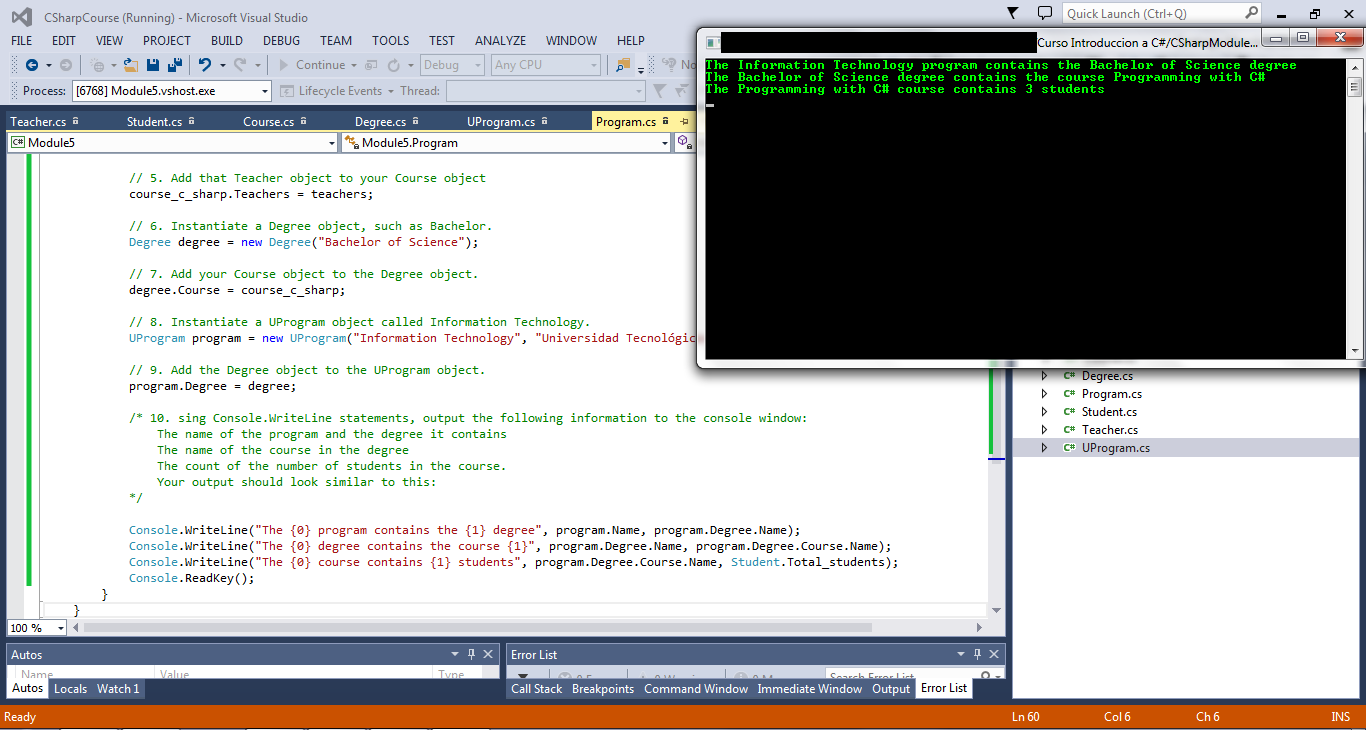 CSharpCourse (Running) - Microsoft Visual Studio
Quick Launch (Ctrl+Q)
FILE EDIT VIEW PROJECT BUILD DEBUG TEAM TOOLS TEST ANALYZE WINDOW HELP
Continue Debug Any CPU No
Process: [6768] Module5.vshost.exe Lifecycle Events Thread:
Teacher.cs Student.cs Course.cs Degree.cs UProgram.cs Program.cs
C# Module5 Module5.Program
// 5. Add that Teacher object to your Course object
course_c_sharp.Teachers = teachers;
// 6. Instantiate a Degree object, such as Bachelor.
Degree degree = new Degree("Bachelor of Science");
// 7. Add your Course object to the Degree object.
degree.Course = course_c_sharp;
// 8. Instantiate a UProgram object called Information Technology.
UProgram program = new UProgram("Information Technology", "Universidad Tecnológic
// 9. Add the Degree object to the UProgram object.
program.Degree = degree;
/* 10. sing Console.WriteLine statements, output the following information to the console window:
The name of the program and the degree it contains
The name of the course in the degree
The count of the number of students in the course.
Your output should look similar to this:
*/
Console.WriteLine("The {0} program contains the {1} degree", program.Name, program.Degree.Name);
Console.WriteLine("The {0} degree contains the course {1}", program.Degree.Name, program.Degree.Course.Name);
Console.WriteLine("The {0} course contains {1} students", program.Degree.Course.Name, Student.Total_students);
Console.ReadKey();
}
}
100 %
Curso Introduccion a C#/CSharpModule...
The Information Technology program contains the Bachelor of Science degree
The Bachelor of Science degree contains the course Programming with C#
The Programming with C# course contains 3 students
C# Degree.cs
C# Program.cs
C# Student.cs
C# Teacher.cs
C# UProgram.cs
Autos
Name Value Type
Autos Locals Watch 1
Error List
Search Error List
Call Stack Breakpoints Command Window Immediate Window Output Error List
Ready Ln 60 Col 6 Ch 6 INS